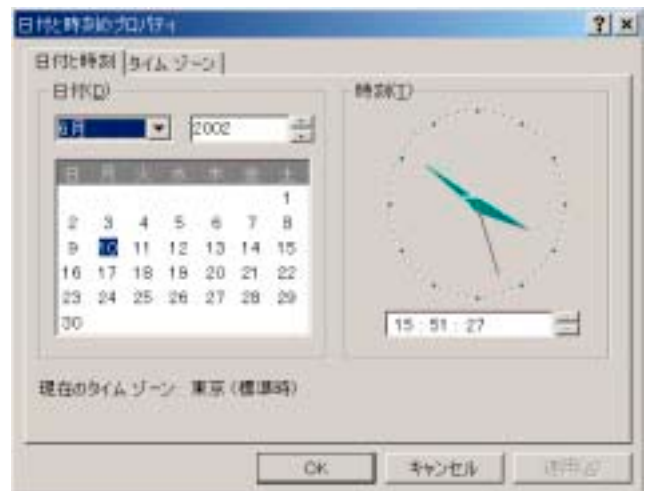 日付と時刻のプロパティ
日付と時刻
タイム ゾーン
日付(D)
時刻(T)
6月
2002
日 月 火 水 木 金 土
1
2 3 4 5 6 7 8
9 10 11 12 13 14 15
16 17 18 19 20 21 22
23 24 25 26 27 28 29
30
15 : 51 : 27
現在のタイム ゾーン 東京 (標準時)
OK
キャンセル
適用(A)